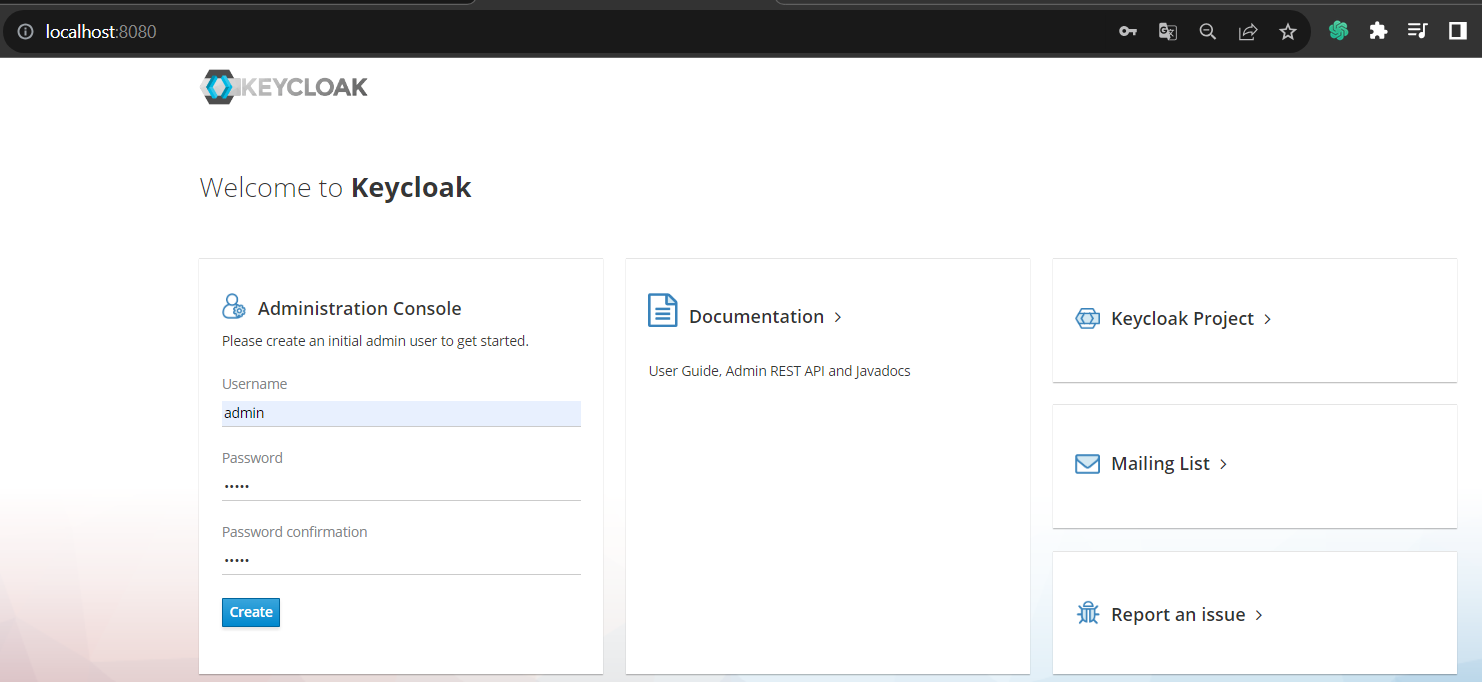 localhost:8080
KEYCLOAK
Welcome to Keycloak
Administration Console
Please create an initial admin user to get started.
Username
admin
Password
•••••
Password confirmation
•••••
Create
Documentation >
User Guide, Admin REST API and Javadocs
Keycloak Project >
Mailing List >
Report an issue >